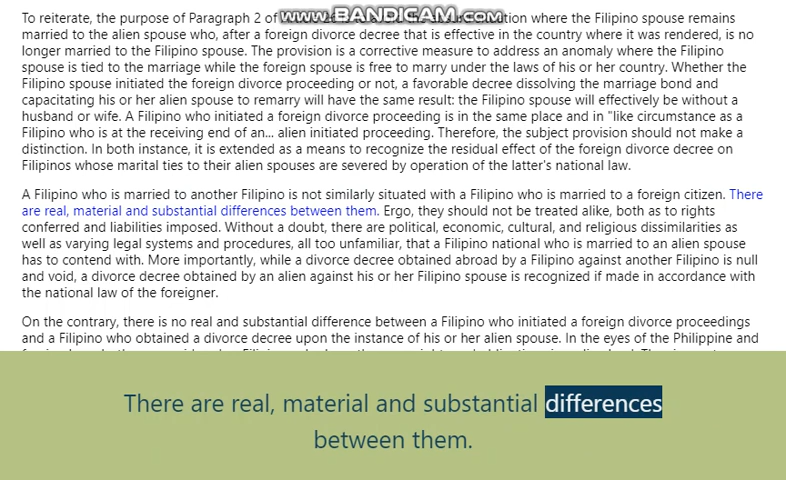 www.BANDICAM.com
To reiterate, the purpose of Paragraph 2 of situation where the Filipino spouse remains
married to the alien spouse who, after a foreign divorce decree that is effective in the country where it was rendered, is no
longer married to the Filipino spouse. The provision is a corrective measure to address an anomaly where the Filipino
spouse is tied to the marriage while the foreign spouse is free to marry under the laws of his or her country. Whether the
Filipino spouse initiated the foreign divorce proceeding or not, a favorable decree dissolving the marriage bond and
capacitating his or her alien spouse to remarry will have the same result: the Filipino spouse will effectively be without a
husband or wife. A Filipino who initiated a foreign divorce proceeding is in the same place and in "like circumstance as a
Filipino who is at the receiving end of an... alien initiated proceeding. Therefore, the subject provision should not make a
distinction. In both instance, it is extended as a means to recognize the residual effect of the foreign divorce decree on
Filipinos whose marital ties to their alien spouses are severed by operation of the latter's national law.
A Filipino who is married to another Filipino is not similarly situated with a Filipino who is married to a foreign citizen. There
are real, material and substantial differences between them. Ergo, they should not be treated alike, both as to rights
conferred and liabilities imposed. Without a doubt, there are political, economic, cultural, and religious dissimilarities as
well as varying legal systems and procedures, all too unfamiliar, that a Filipino national who is married to an alien spouse
has to contend with. More importantly, while a divorce decree obtained abroad by a Filipino against another Filipino is null
and void, a divorce decree obtained by an alien against his or her Filipino spouse is recognized if made in accordance with
the national law of the foreigner.
On the contrary, there is no real and substantial difference between a Filipino who initiated a foreign divorce proceedings
and a Filipino who obtained a divorce decree upon the instance of his or her alien spouse. In the eyes of the Philippine and
There are real, material and substantial differences
between them.